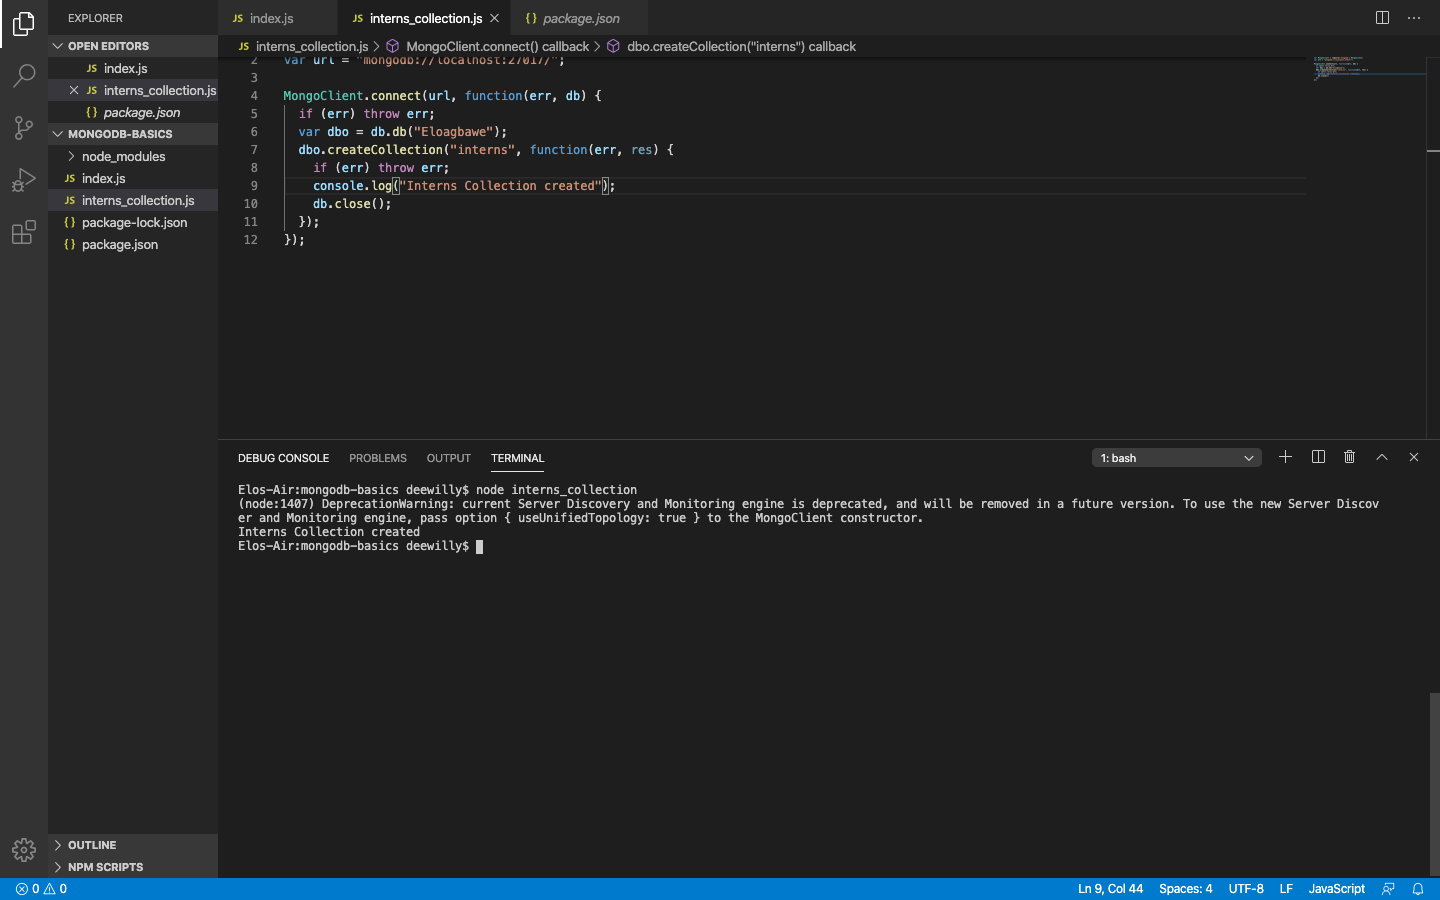 EXPLORER
OPEN EDITORS
JS index.js
JS interns_collection.js
{} package.json
MONGODB-BASICS
node_modules
JS index.js
JS interns_collection.js
{} package-lock.json
{} package.json
OUTLINE
NPM SCRIPTS
JS index.js
JS interns_collection.js
{} package.json
JS interns_collection.js > MongoClient.connect() callback > dbo.createCollection("interns") callback
2 var url = "mongodb://localhost:27017/";
3
4 MongoClient.connect(url, function(err, db) {
5 if (err) throw err;
6 var dbo = db.db("Eloagbawe");
7 dbo.createCollection("interns", function(err, res) {
8 if (err) throw err;
9 console.log("Interns Collection created");
10 db.close();
11 });
12 });
DEBUG CONSOLE PROBLEMS OUTPUT TERMINAL
1: bash
Elos-Air:mongodb-basics deewilly$ node interns_collection
(node:1407) DeprecationWarning: current Server Discovery and Monitoring engine is deprecated, and will be removed in a future version. To use the new Server Discov
er and Monitoring engine, pass option { useUnifiedTopology: true } to the MongoClient constructor.
Interns Collection created
Elos-Air:mongodb-basics deewilly$
0 0
Ln 9, Col 44 Spaces: 4 UTF-8 LF JavaScript